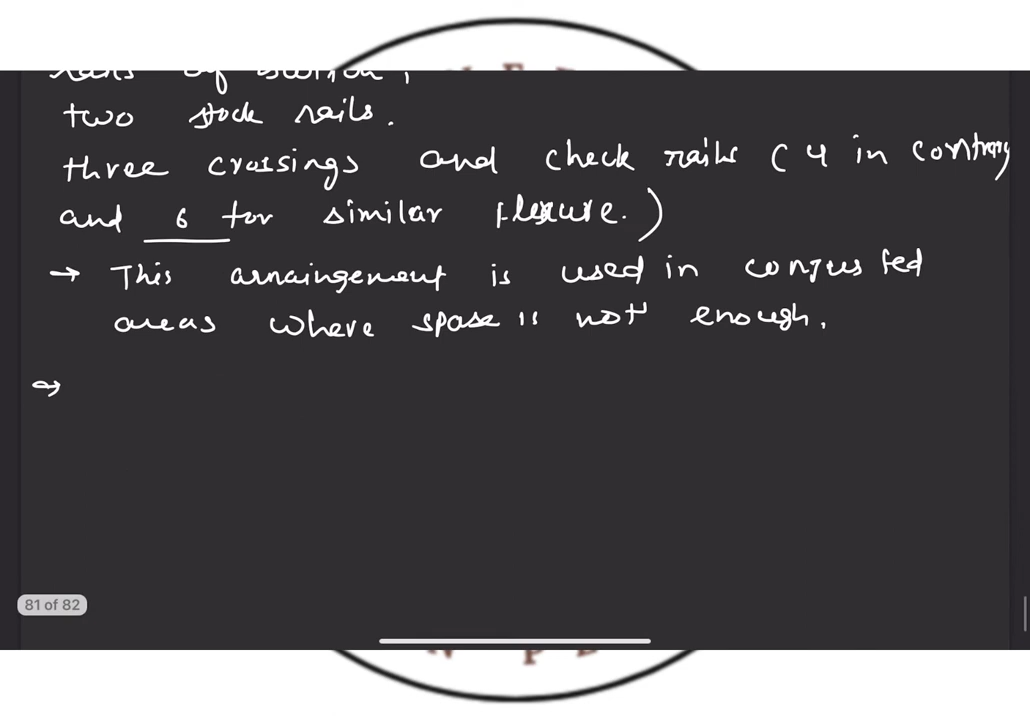 two stock rails.
three crossings and check rails ( 4 in contrary
and 6 for similar flexure. )
→ This arraingement is used in conjusted
areas where spase is not enough.
→
81 of 82